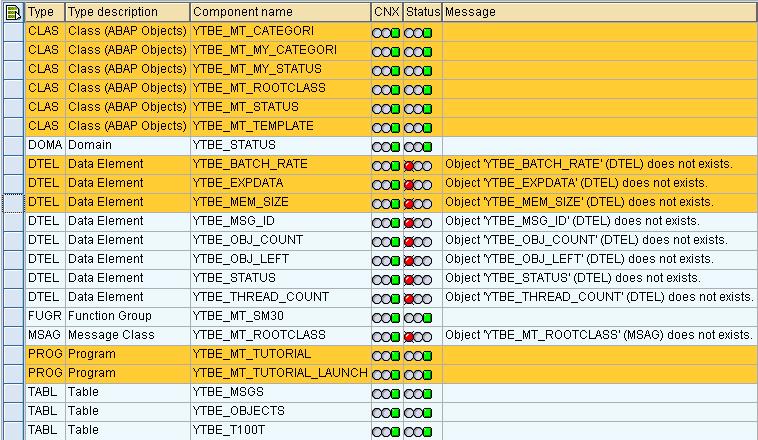 Type Type description Component name CNX Status Message
CLAS Class (ABAP Objects) YTBE_MT_CATEGORI
CLAS Class (ABAP Objects) YTBE_MT_MY_CATEGORI
CLAS Class (ABAP Objects) YTBE_MT_MY_STATUS
CLAS Class (ABAP Objects) YTBE_MT_ROOTCLASS
CLAS Class (ABAP Objects) YTBE_MT_STATUS
CLAS Class (ABAP Objects) YTBE_MT_TEMPLATE
DOMA Domain YTBE_STATUS
DTEL Data Element YTBE_BATCH_RATE Object 'YTBE_BATCH_RATE' (DTEL) does not exists.
DTEL Data Element YTBE_EXPDATA Object 'YTBE_EXPDATA' (DTEL) does not exists.
DTEL Data Element YTBE_MEM_SIZE Object 'YTBE_MEM_SIZE' (DTEL) does not exists.
DTEL Data Element YTBE_MSG_ID Object 'YTBE_MSG_ID' (DTEL) does not exists.
DTEL Data Element YTBE_OBJ_COUNT Object 'YTBE_OBJ_COUNT' (DTEL) does not exists.
DTEL Data Element YTBE_OBJ_LEFT Object 'YTBE_OBJ_LEFT' (DTEL) does not exists.
DTEL Data Element YTBE_STATUS Object 'YTBE_STATUS' (DTEL) does not exists.
DTEL Data Element YTBE_THREAD_COUNT Object 'YTBE_THREAD_COUNT' (DTEL) does not exists.
FUGR Function Group YTBE_MT_SM30
MSAG Message Class YTBE_MT_ROOTCLASS Object 'YTBE_MT_ROOTCLASS' (MSAG) does not exists.
PROG Program YTBE_MT_TUTORIAL
PROG Program YTBE_MT_TUTORIAL_LAUNCH
TABL Table YTBE_MSGS
TABL Table YTBE_OBJECTS
TABL Table YTBE_T100T